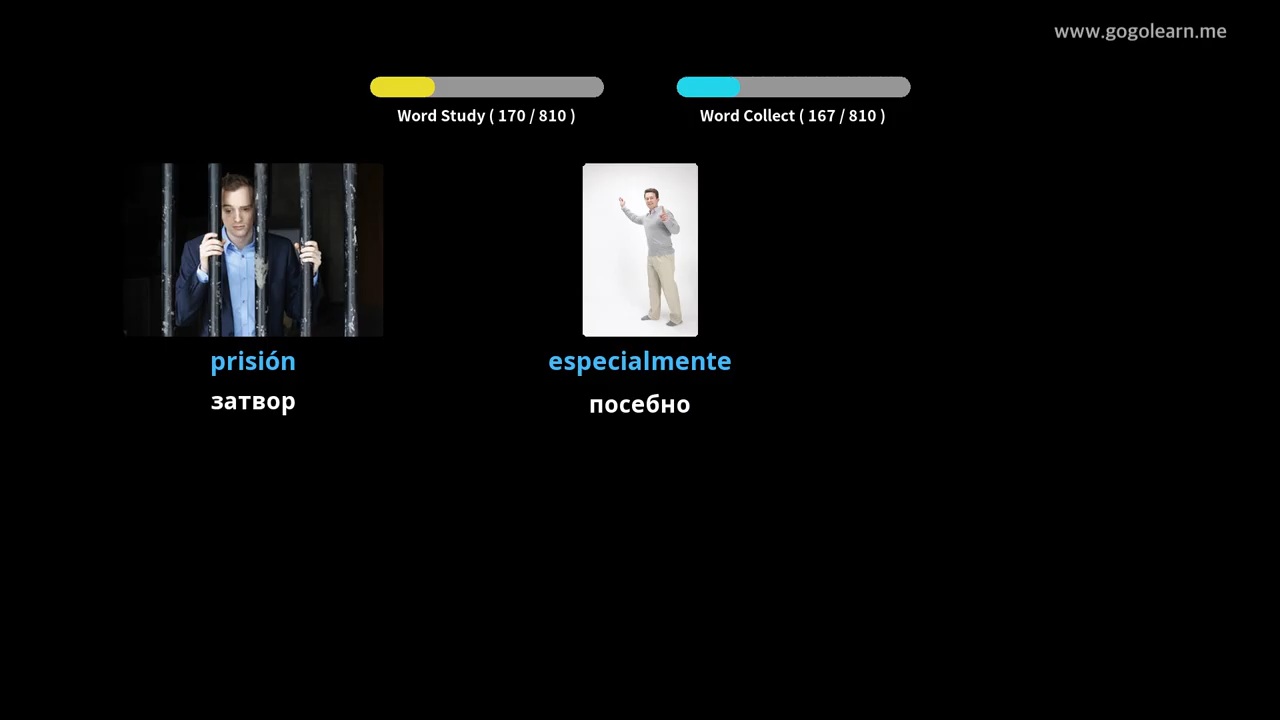 www.gogolearn.me
Word Study ( 170 / 810 )
Word Collect ( 167 / 810 )
prisión
especialmente
затвор
посебно